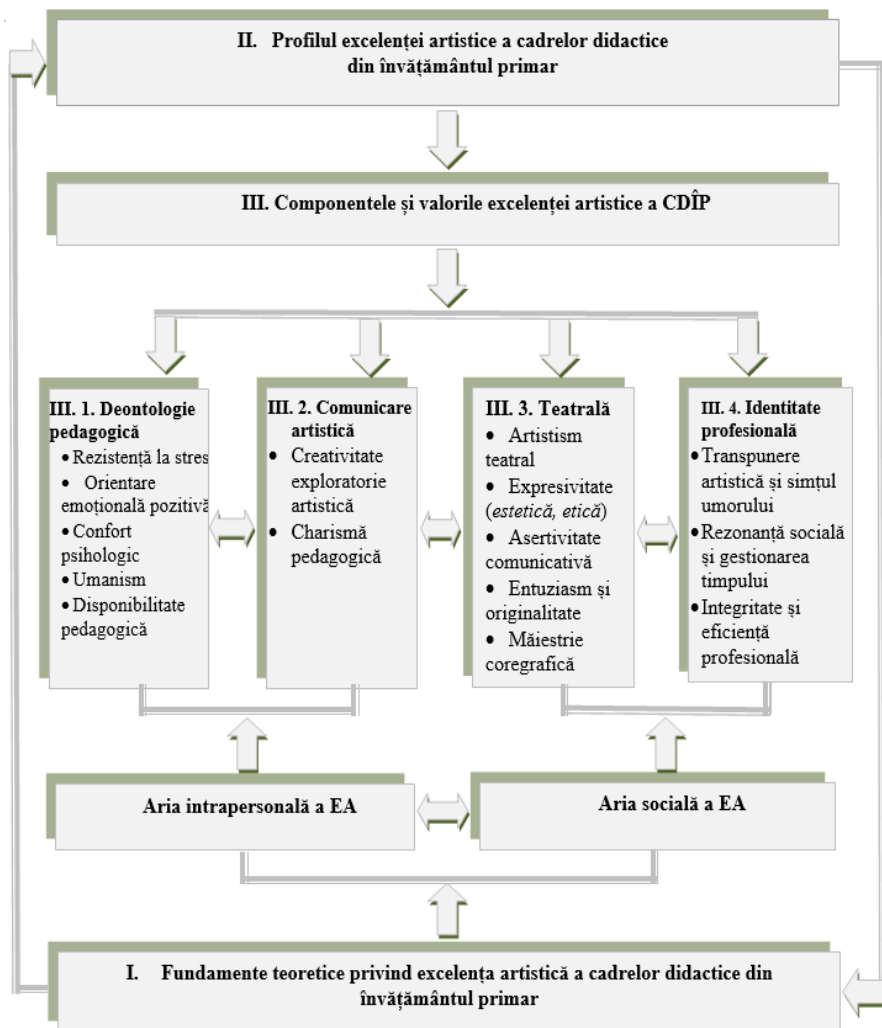 II. Profilul excelenței artistice a cadrelor didactice
din învățământul primar
III. Componentele și valorile excelenței artistice a CDÎP
III. 1. Deontologie
pedagogică
• Rezistență la stres
• Orientare
emoțională pozitivă
• Confort
psihologic
• Umanism
• Disponibilitate
pedagogică
III. 2. Comunicare
artistică
• Creativitate
exploratorie
artistică
• Charismă
pedagogică
III. 3. Teatrală
• Artistism
teatral
• Expresivitate
(estetică, etică)
• Asertivitate
comunicativă
• Entuziasm și
originalitate
• Măiestrie
coregrafică
III. 4. Identitate
profesională
• Transpunere
artistică și simțul
umorului
• Rezonanță socială
și gestionarea
timpului
• Integritate și
eficiență
profesională
Aria intrapersonală a EA
Aria socială a EA
I. Fundamente teoretice privind excelența artistică a cadrelor didactice din
învățământul primar